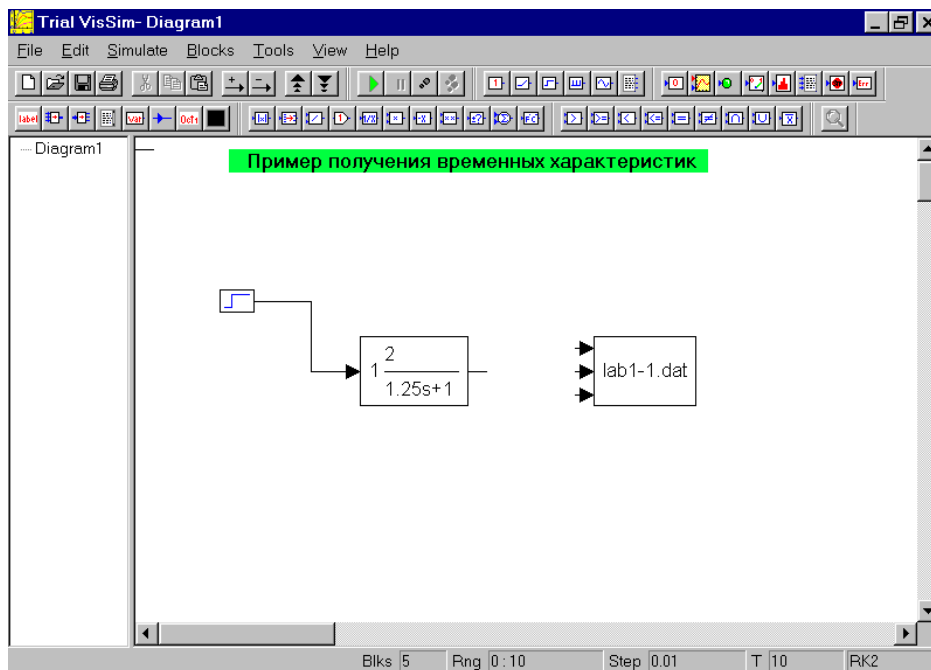 Trial VisSim- Diagram1
File Edit Simulate Blocks Tools View Help
Diagram1
Пример получения временных характеристик
1 2
1.25s+1
lab1-1.dat
Blks 5 Rng 0:10 Step 0.01 T 10 RK2